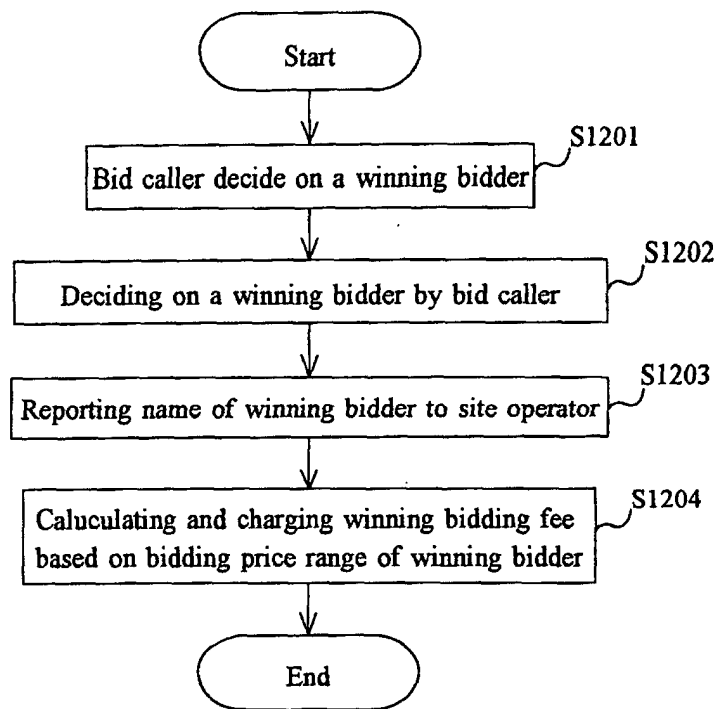 Start
S1201
Bid caller decide on a winning bidder
S1202
Deciding on a winning bidder by bid caller
S1203
Reporting name of winning bidder to site operator
S1204
Caluculating and charging winning bidding fee
based on bidding price range of winning bidder
End